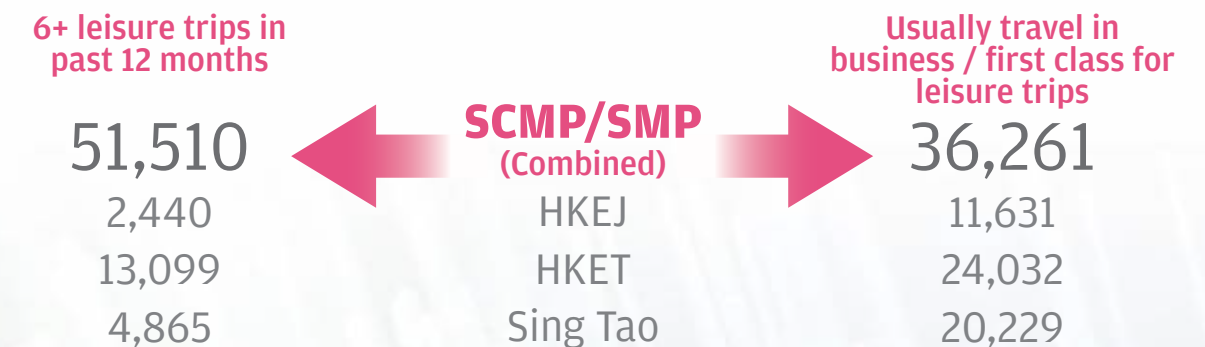 6+ leisure trips in
past 12 months
Usually travel in
business / first class for
leisure trips
51,510
SCMP/SMP
(Combined)
36,261
2,440 HKEJ 11,631
13,099 HKET 24,032
4,865 Sing Tao 20,229